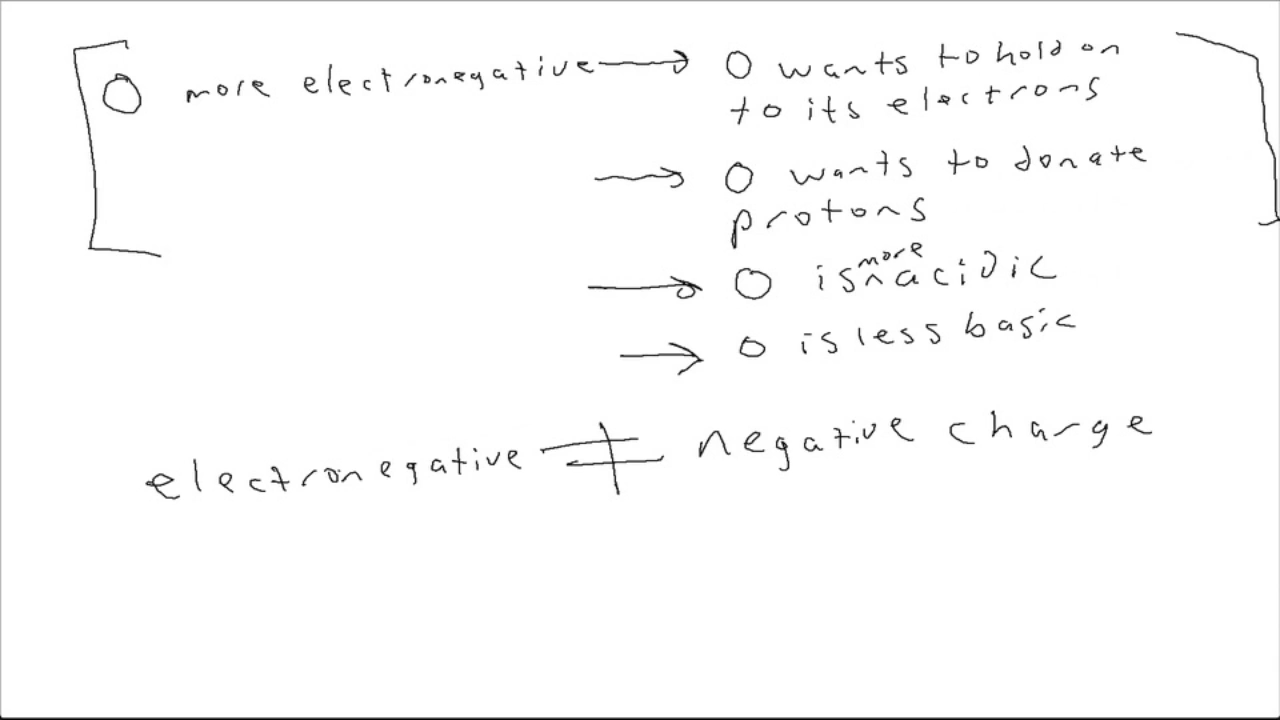 O more electronegative → O wants to hold on
to its electrons
→ O wants to donate
protons
→ O is more acidic
→ O is less basic
electronegative ≠ negative charge